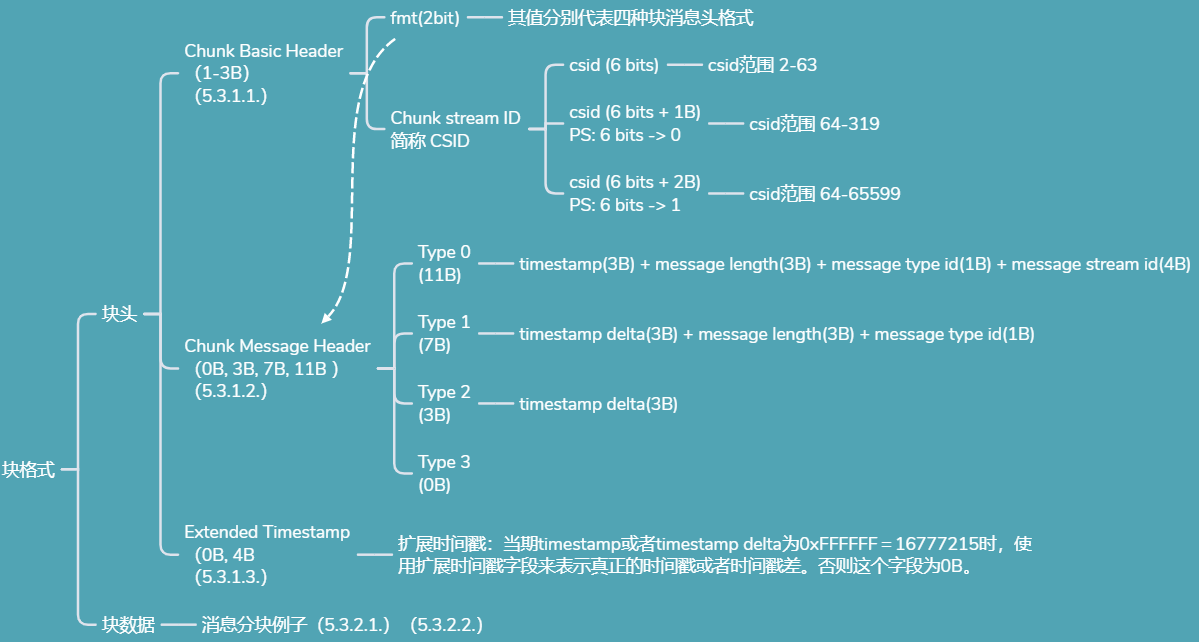 块格式
块头
Chunk Basic Header
(1-3B)
(5.3.1.1.)
fmt(2bit)
其值分别代表四种块消息头格式
Chunk stream ID
简称 CSID
csid (6 bits)
csid范围 2-63
csid (6 bits + 1B)
PS: 6 bits -> 0
csid范围 64-319
csid (6 bits + 2B)
PS: 6 bits -> 1
csid范围 64-65599
Chunk Message Header
(0B, 3B, 7B, 11B )
(5.3.1.2.)
Type 0
(11B)
timestamp(3B) + message length(3B) + message type id(1B) + message stream id(4B)
Type 1
(7B)
timestamp delta(3B) + message length(3B) + message type id(1B)
Type 2
(3B)
timestamp delta(3B)
Type 3
(0B)
Extended Timestamp
(0B, 4B
(5.3.1.3.)
扩展时间戳：当期timestamp或者timestamp delta为0xFFFFFF = 16777215时，使
用扩展时间戳字段来表示真正的时间戳或者时间戳差。否则这个字段为0B。
块数据
消息分块例子（5.3.2.1.） （5.3.2.2.）